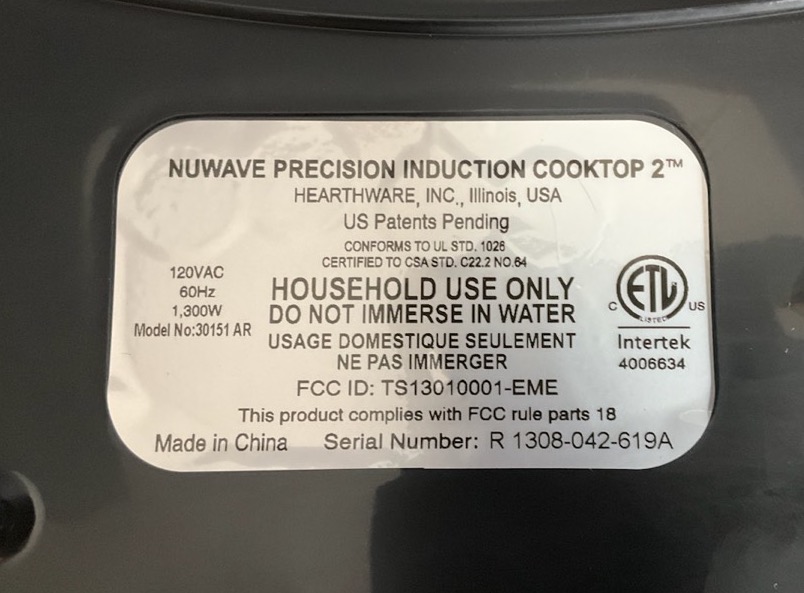 NUWAVE PRECISION INDUCTION COOKTOP 2™
HEARTHWARE, INC., Illinois, USA
US Patents Pending
CONFORMS TO UL STD. 1026
CERTIFIED TO CSA STD. C22.2 NO.64
120VAC
60Hz
1,300W
Model No:30151 AR
HOUSEHOLD USE ONLY
DO NOT IMMERSE IN WATER
USAGE DOMESTIQUE SEULEMENT
NE PAS IMMERGER
C ETL US
LISTED
Intertek
4006634
FCC ID: TS13010001-EME
This product complies with FCC rule parts 18
Made in China Serial Number: R 1308-042-619A